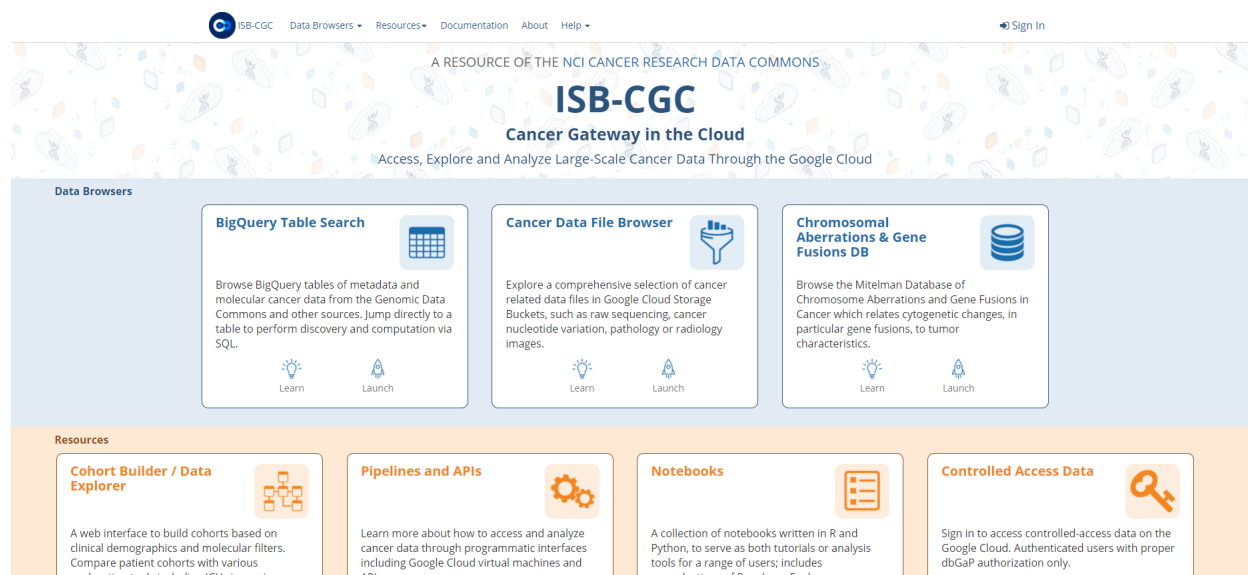 ISB-CGC Data Browsers Resources Documentation About Help Sign In
A RESOURCE OF THE NCI CANCER RESEARCH DATA COMMONS
ISB-CGC
Cancer Gateway in the Cloud
Access, Explore and Analyze Large-Scale Cancer Data Through the Google Cloud
Data Browsers
BigQuery Table Search
Browse BigQuery tables of metadata and
molecular cancer data from the Genomic Data
Commons and other sources. Jump directly to a
table to perform discovery and computation via
SQL.
Learn Launch
Cancer Data File Browser
Explore a comprehensive selection of cancer
related data files in Google Cloud Storage
Buckets, such as raw sequencing, cancer
nucleotide variation, pathology or radiology
images.
Learn Launch
Chromosomal
Aberrations & Gene
Fusions DB
Browse the Mitelman Database of
Chromosome Aberrations and Gene Fusions in
Cancer which relates cytogenetic changes, in
particular gene fusions, to tumor
characteristics.
Learn Launch
Resources
Cohort Builder / Data
Explorer
A web interface to build cohorts based on
clinical demographics and molecular filters.
Compare patient cohorts with various
Pipelines and APIs
Learn more about how to access and analyze
cancer data through programmatic interfaces
including Google Cloud virtual machines and
Notebooks
A collection of notebooks written in R and
Python, to serve as both tutorials or analysis
tools for a range of users; includes
Controlled Access Data
Sign in to access controlled-access data on the
Google Cloud. Authenticated users with proper
dbGaP authorization only.